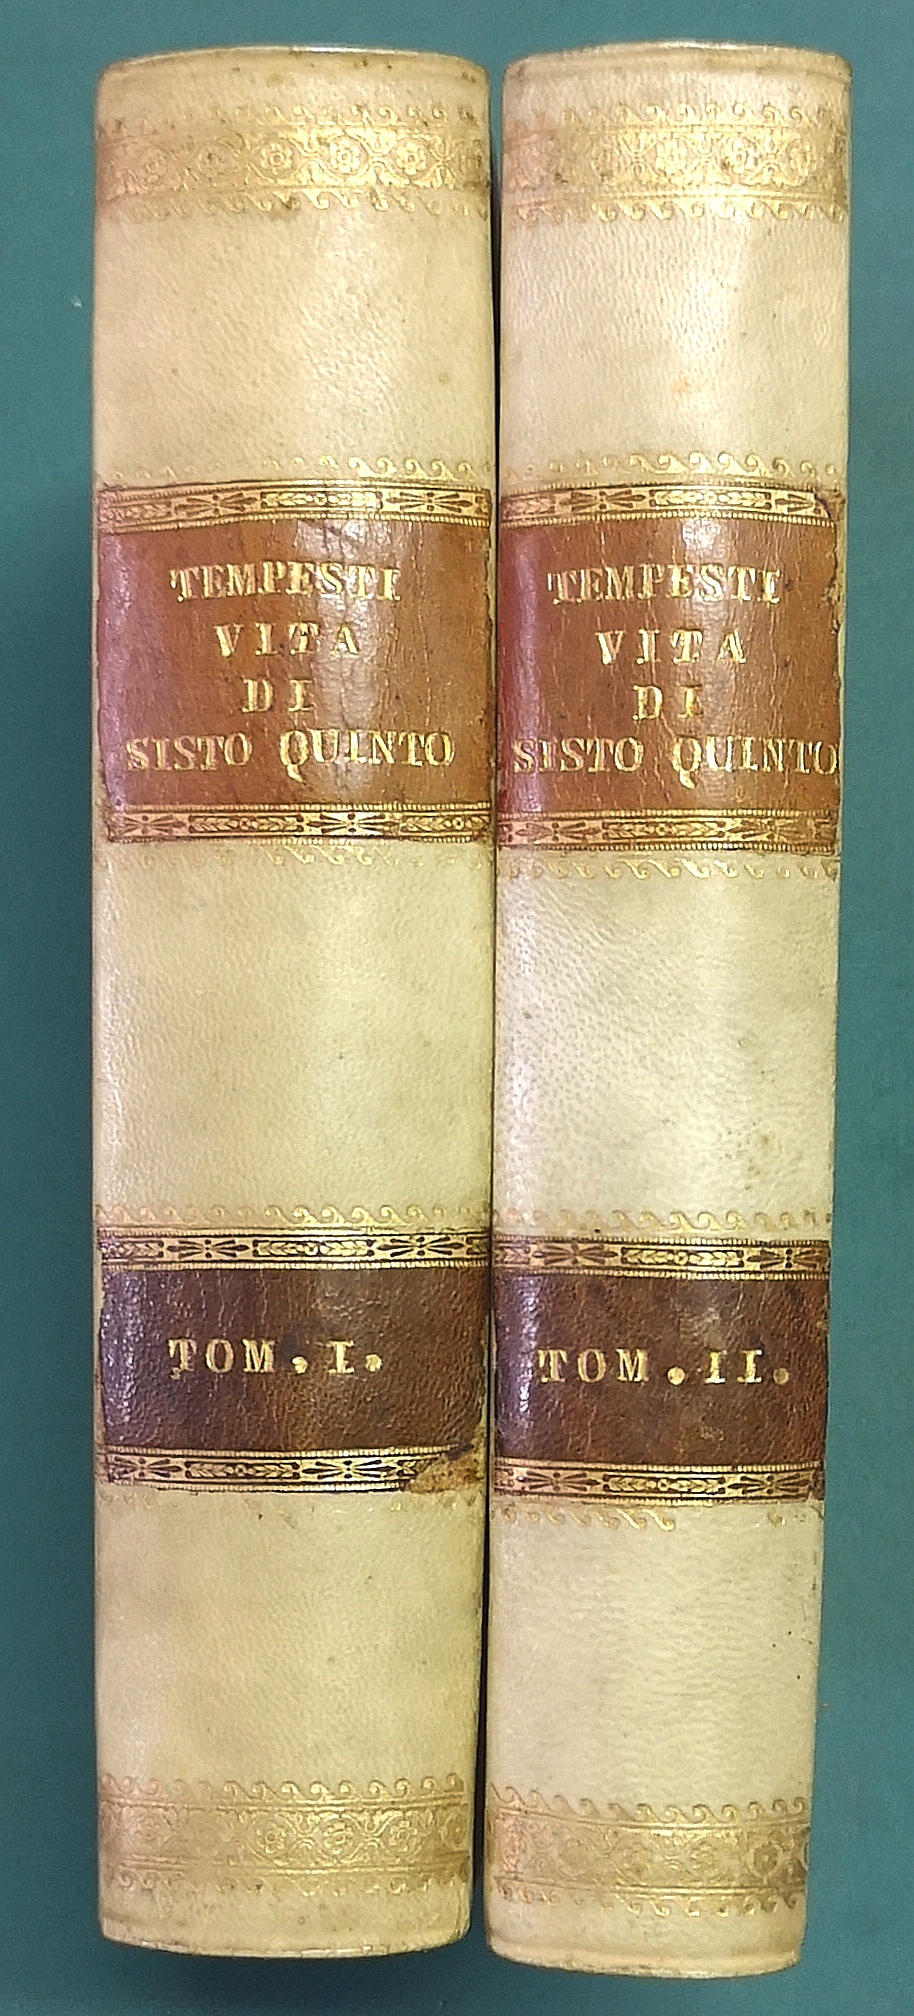 TEMPESTI
VITA
DI
SISTO QUINTO
TOM. I.
TEMPESTI
VITA
DI
SISTO QUINTO
TOM. II.